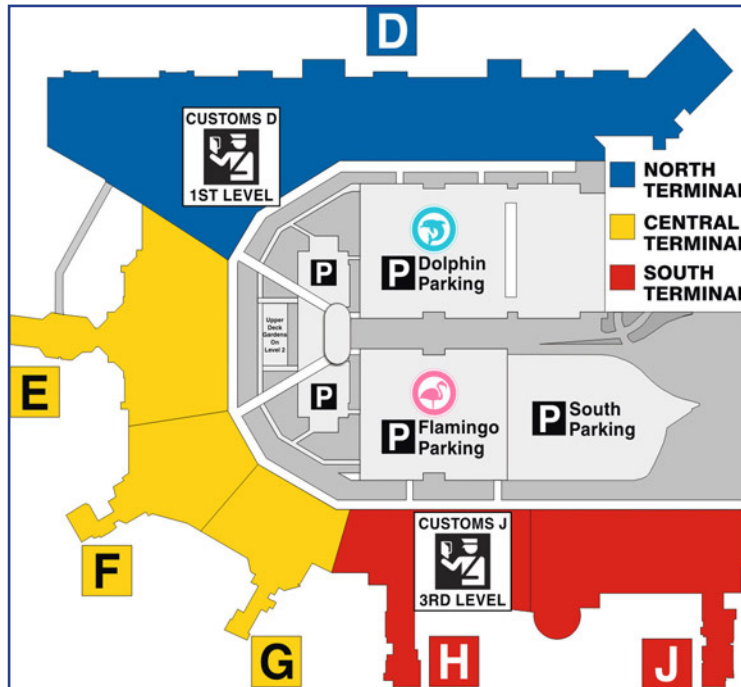 D
CUSTOMS D
1ST LEVEL
NORTH
TERMINAL
CENTRAL
TERMINAL
SOUTH
TERMINAL
P
P Dolphin
Parking
Upper
Deck
Gardens
On
Level 2
E
P
P Flamingo
Parking
P South
Parking
CUSTOMS J
3RD LEVEL
F
G
H
J